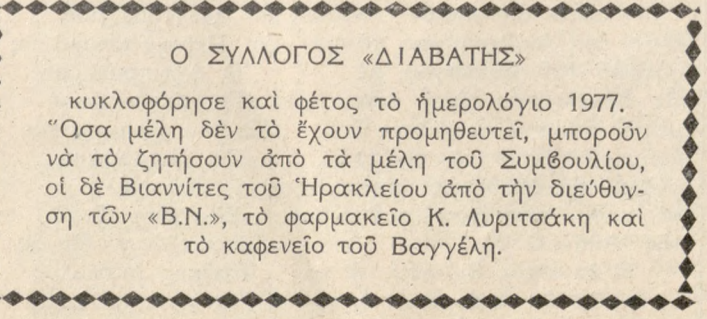 Ο ΣΥΛΛΟΓΟΣ «ΔΙΑΒΑΤΗΣ»
κυκλοφόρησε καὶ φέτος τὸ ἡμερολόγιο 1977.
Ὅσα μέλη δὲν τὸ ἔχουν προμηθευτεῖ, μποροῦν
νὰ τὸ ζητήσουν ἀπὸ τὰ μέλη τοῦ Συμϐουλίου,
οἱ δὲ Βιαννίτες τοῦ Ἡρακλείου ἀπὸ τὴν διεύθυν-
ση τῶν «Β.Ν.», τὸ φαρμακεῖο Κ. Λυριτσάκη καὶ
τὸ καφενεῖο τοῦ Βαγγέλη.